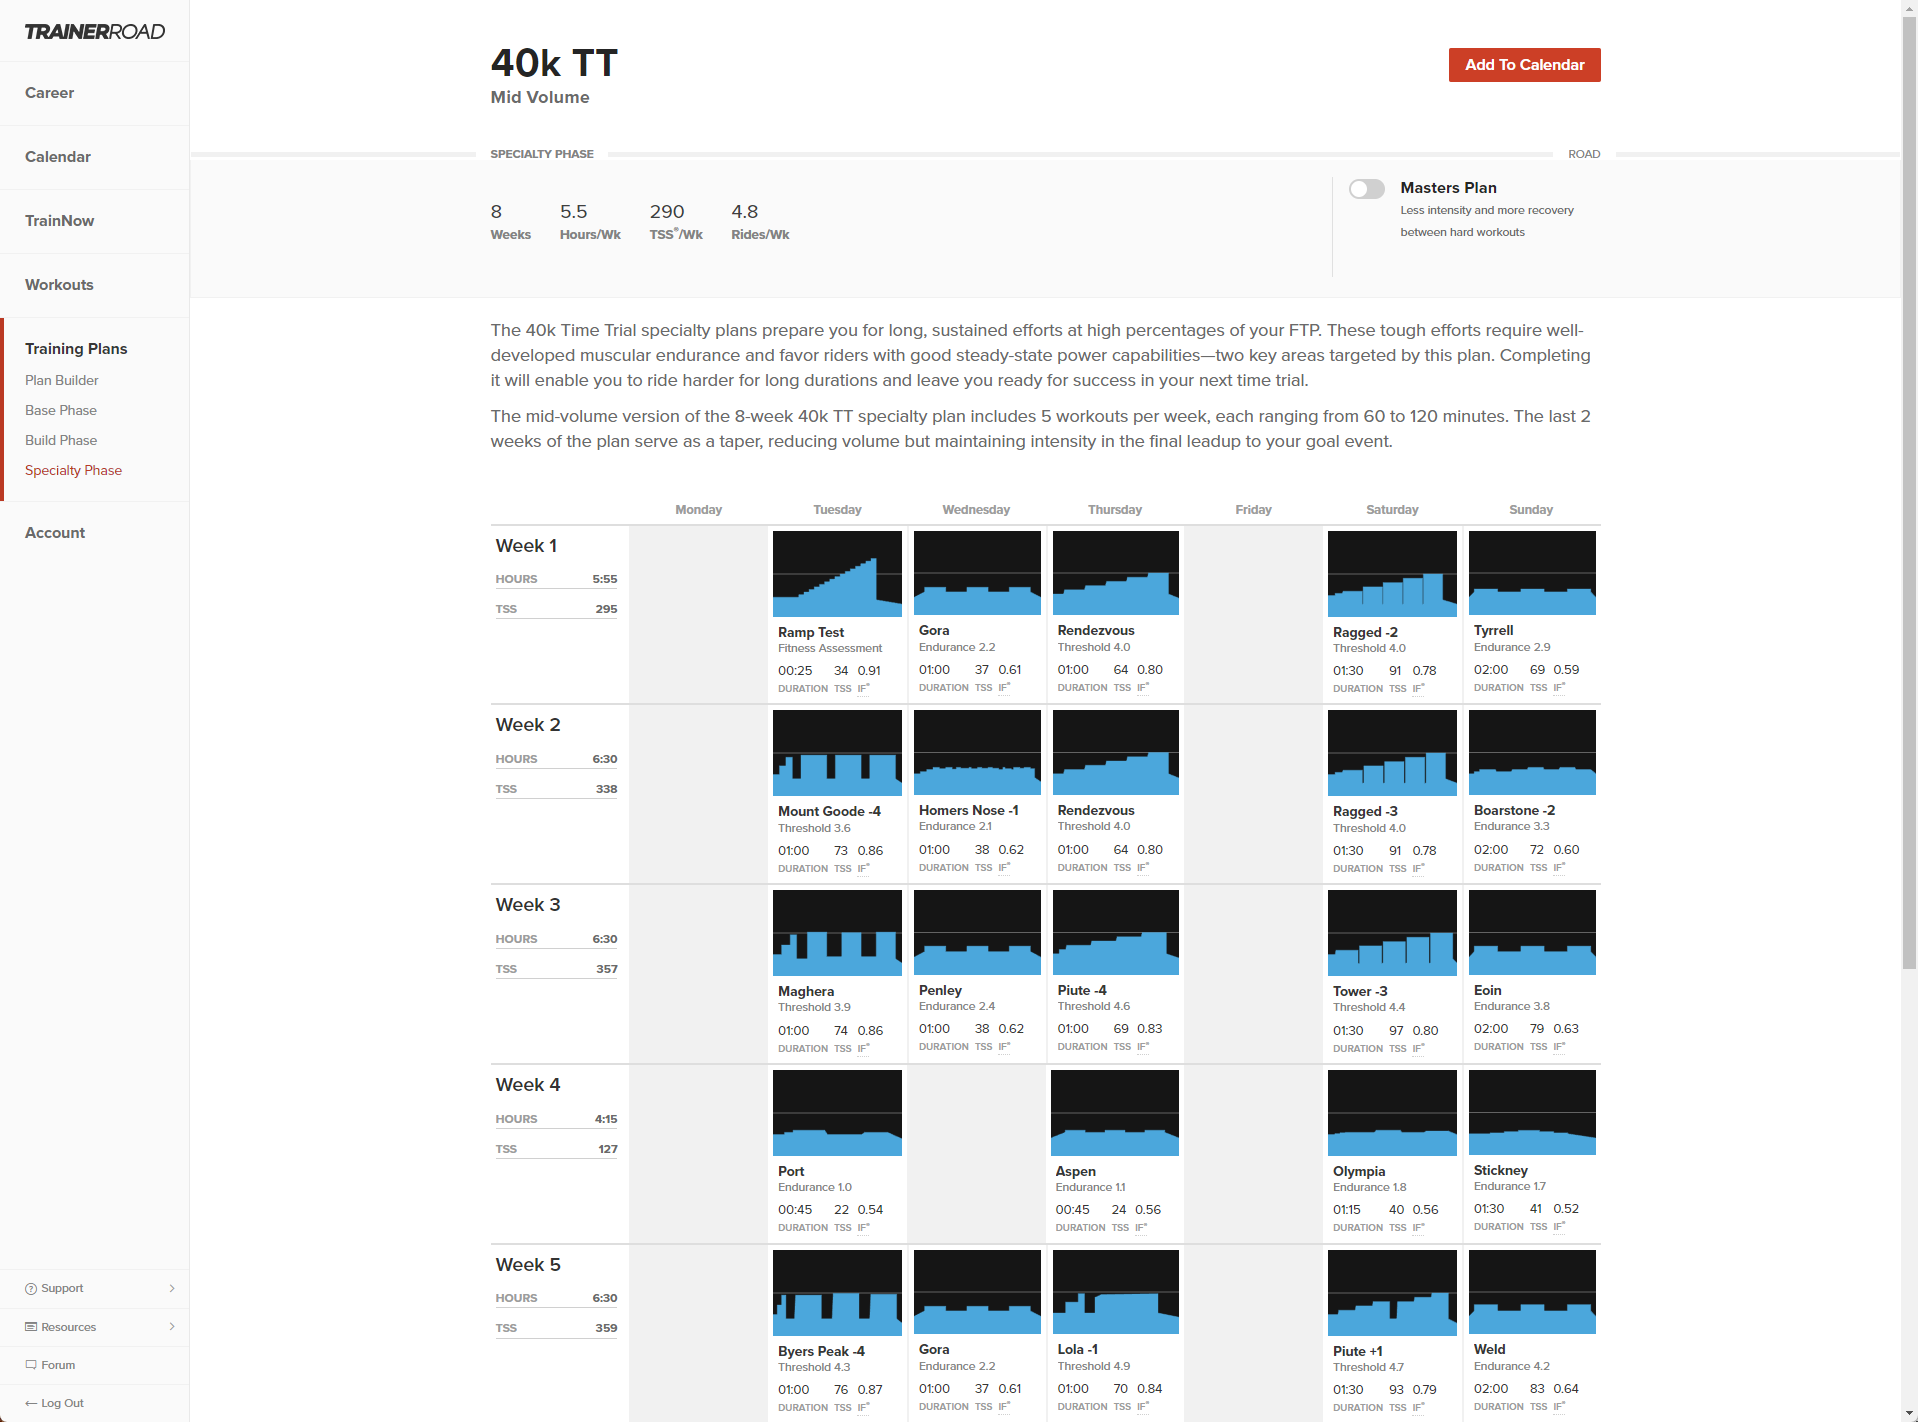 TRAINERROAD
Career
Calendar
TrainNow
Workouts
Training Plans
Plan Builder
Base Phase
Build Phase
Specialty Phase
Account
Support
Resources
Forum
Log Out
40k TT
Mid Volume
Add To Calendar
SPECIALTY PHASE
ROAD
8 5.5 290 4.8
Weeks Hours/Wk TSS®/Wk Rides/Wk
Masters Plan
Less intensity and more recovery
between hard workouts
The 40k Time Trial specialty plans prepare you for long, sustained efforts at high percentages of your FTP. These tough efforts require well-
developed muscular endurance and favor riders with good steady-state power capabilities—two key areas targeted by this plan. Completing
it will enable you to ride harder for long durations and leave you ready for success in your next time trial.
The mid-volume version of the 8-week 40k TT specialty plan includes 5 workouts per week, each ranging from 60 to 120 minutes. The last 2
weeks of the plan serve as a taper, reducing volume but maintaining intensity in the final leadup to your goal event.
Monday Tuesday Wednesday Thursday Friday Saturday Sunday
Week 1
HOURS 5:55
TSS 295
Ramp Test
Fitness Assessment
00:25 34 0.91
DURATION TSS IF®
Gora
Endurance 2.2
01:00 37 0.61
DURATION TSS IF®
Rendezvous
Threshold 4.0
01:00 64 0.80
DURATION TSS IF®
Ragged -2
Threshold 4.0
01:30 91 0.78
DURATION TSS IF®
Tyrrell
Endurance 2.9
02:00 69 0.59
DURATION TSS IF®
Week 2
HOURS 6:30
TSS 338
Mount Goode -4
Threshold 3.6
01:00 73 0.86
DURATION TSS IF®
Homers Nose -1
Endurance 2.1
01:00 38 0.62
DURATION TSS IF®
Rendezvous
Threshold 4.0
01:00 64 0.80
DURATION TSS IF®
Ragged -3
Threshold 4.0
01:30 91 0.78
DURATION TSS IF®
Boarstone -2
Endurance 3.3
02:00 72 0.60
DURATION TSS IF®
Week 3
HOURS 6:30
TSS 357
Maghera
Threshold 3.9
01:00 74 0.86
DURATION TSS IF®
Penley
Endurance 2.4
01:00 38 0.62
DURATION TSS IF®
Piute -4
Threshold 4.6
01:00 69 0.83
DURATION TSS IF®
Tower -3
Threshold 4.4
01:30 97 0.80
DURATION TSS IF®
Eoin
Endurance 3.8
02:00 79 0.63
DURATION TSS IF®
Week 4
HOURS 4:15
TSS 127
Port
Endurance 1.0
00:45 22 0.54
DURATION TSS IF®
Aspen
Endurance 1.1
00:45 24 0.56
DURATION TSS IF®
Olympia
Endurance 1.8
01:15 40 0.56
DURATION TSS IF®
Stickney
Endurance 1.7
01:30 41 0.52
DURATION TSS IF®
Week 5
HOURS 6:30
TSS 359
Byers Peak -4
Threshold 4.3
01:00 76 0.87
DURATION TSS IF®
Gora
Endurance 2.2
01:00 37 0.61
DURATION TSS IF®
Lola -1
Threshold 4.9
01:00 70 0.84
DURATION TSS IF®
Piute +1
Threshold 4.7
01:30 93 0.79
DURATION TSS IF®
Weld
Endurance 4.2
02:00 83 0.64
DURATION TSS IF®